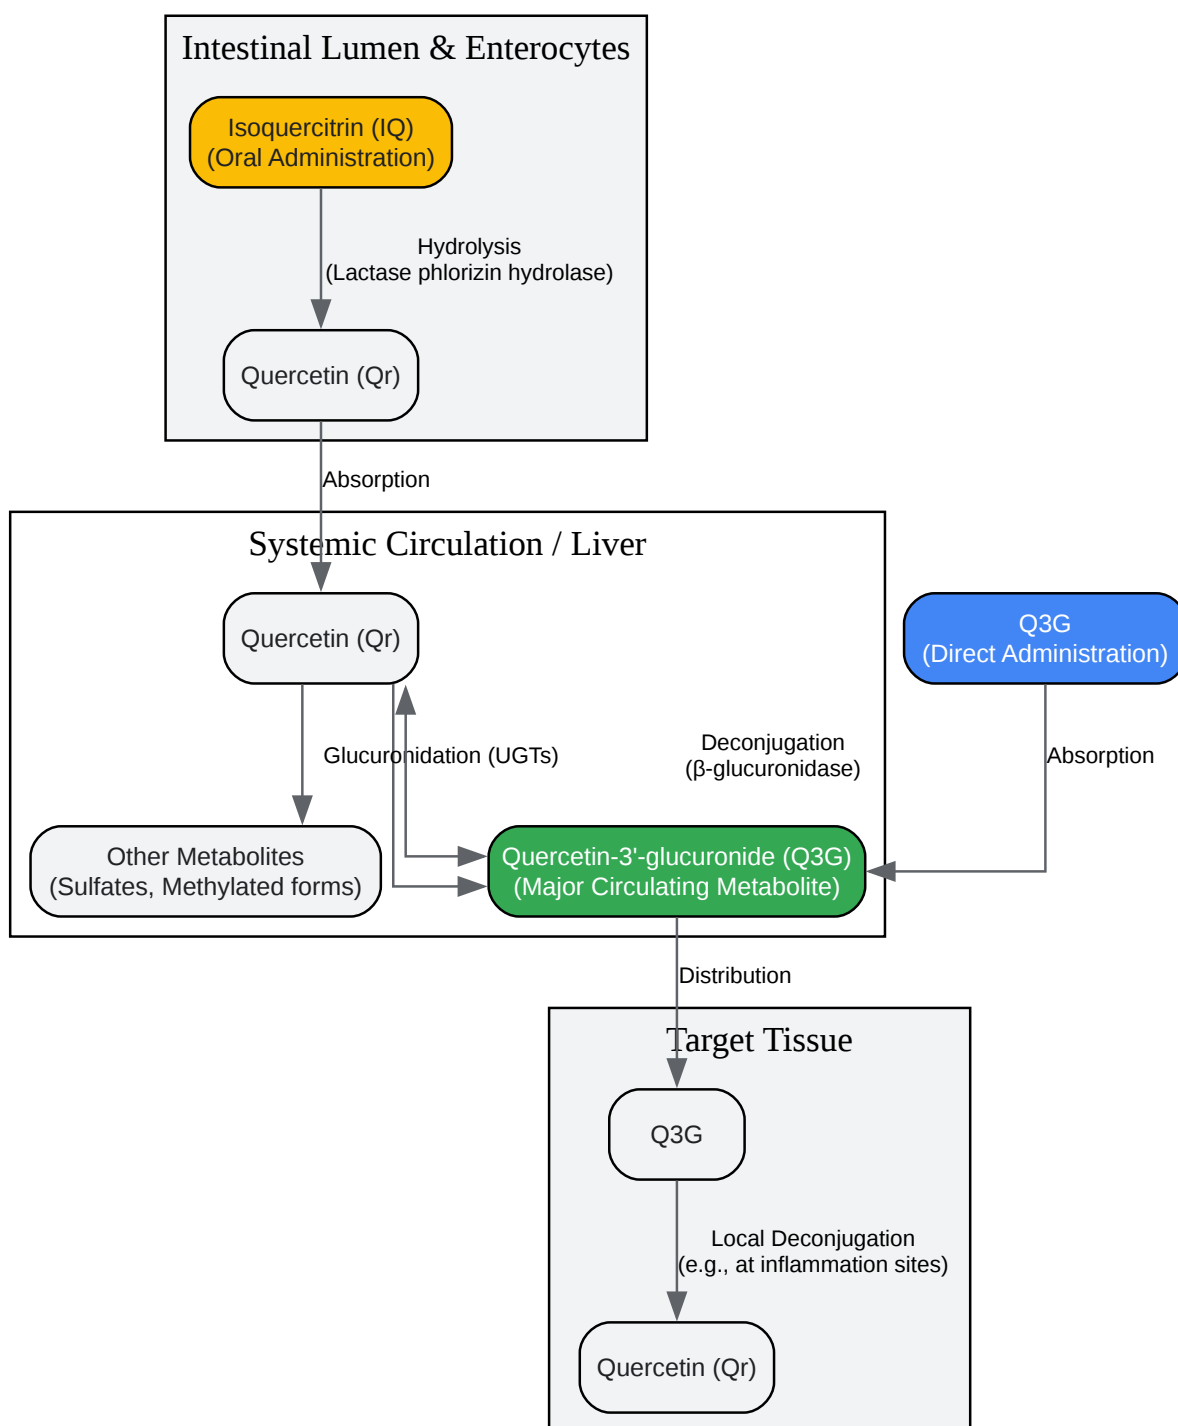 Intestinal Lumen & Enterocytes
Isoquercitrin (IQ)
(Oral Administration)
Hydrolysis
(Lactase phlorizin hydrolase)
Quercetin (Qr)
Absorption
Systemic Circulation / Liver
Quercetin (Qr)
Q3G
(Direct Administration)
Glucuronidation (UGTs)
Deconjugation
(β-glucuronidase)
Absorption
Other Metabolites
(Sulfates, Methylated forms)
Quercetin-3'-glucuronide (Q3G)
(Major Circulating Metabolite)
Distribution
Target Tissue
Q3G
Local Deconjugation
(e.g., at inflammation sites)
Quercetin (Qr)